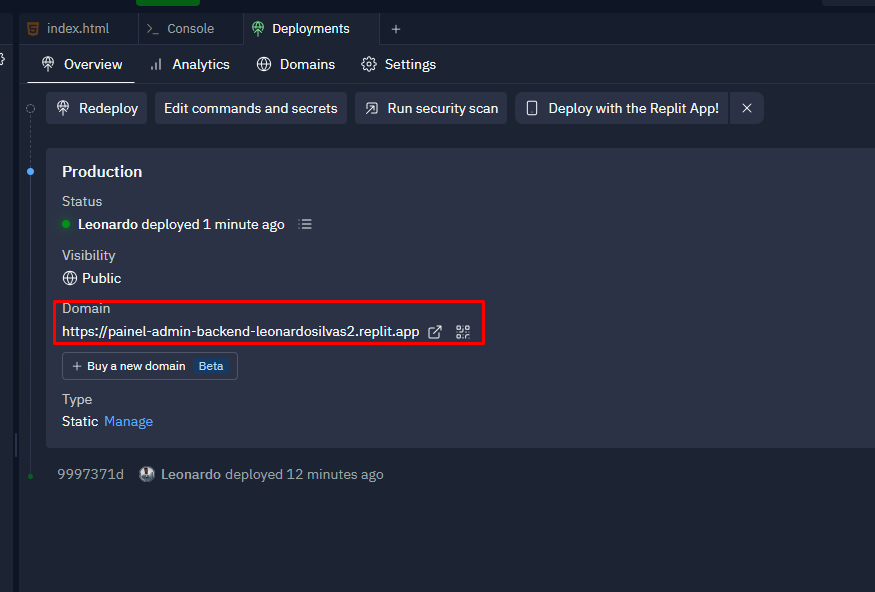 index.html Console Deployments
Overview Analytics Domains Settings
Redeploy Edit commands and secrets Run security scan Deploy with the Replit App!
Production
Status
Leonardo deployed 1 minute ago
Visibility
Public
Domain
https://painel-admin-backend-leonardosilvas2.replit.app
+ Buy a new domain Beta
Type
Static Manage
9997371d Leonardo deployed 12 minutes ago